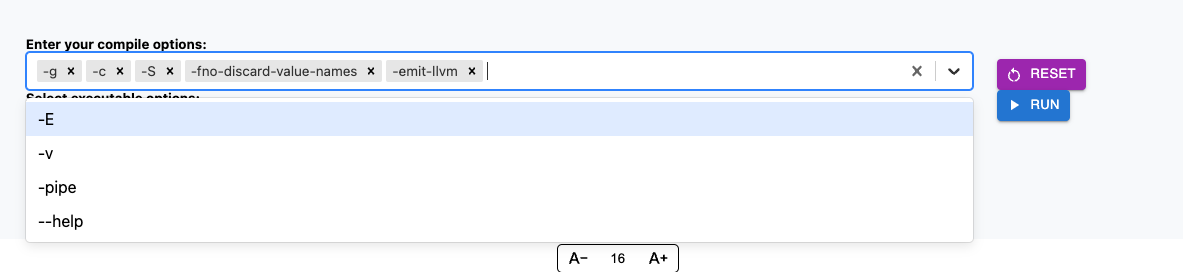 Enter your compile options:
-g × -c × -S × -fno-discard-value-names × -emit-llvm ×
RESET
Select executable options:
RUN
-E
-v
-pipe
--help
A− 16 A+